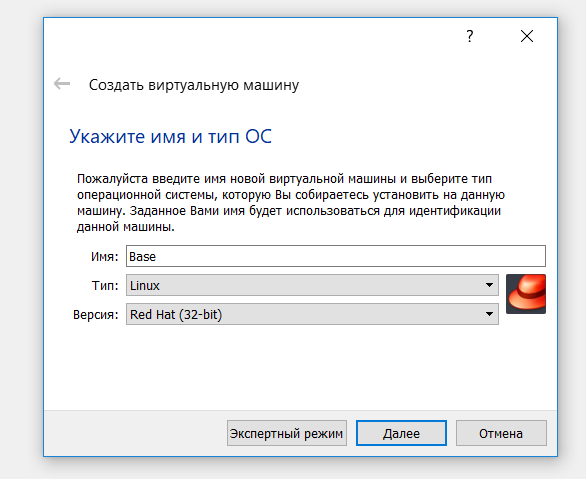 ?
Создать виртуальную машину
Укажите имя и тип ОС
Пожалуйста введите имя новой виртуальной машины и выберите тип
операционной системы, которую Вы собираетесь установить на данную
машину. Заданное Вами имя будет использоваться для идентификации
данной машины.
Имя: Base
Тип: Linux
Версия: Red Hat (32-bit)
Экспертный режим Далее Отмена